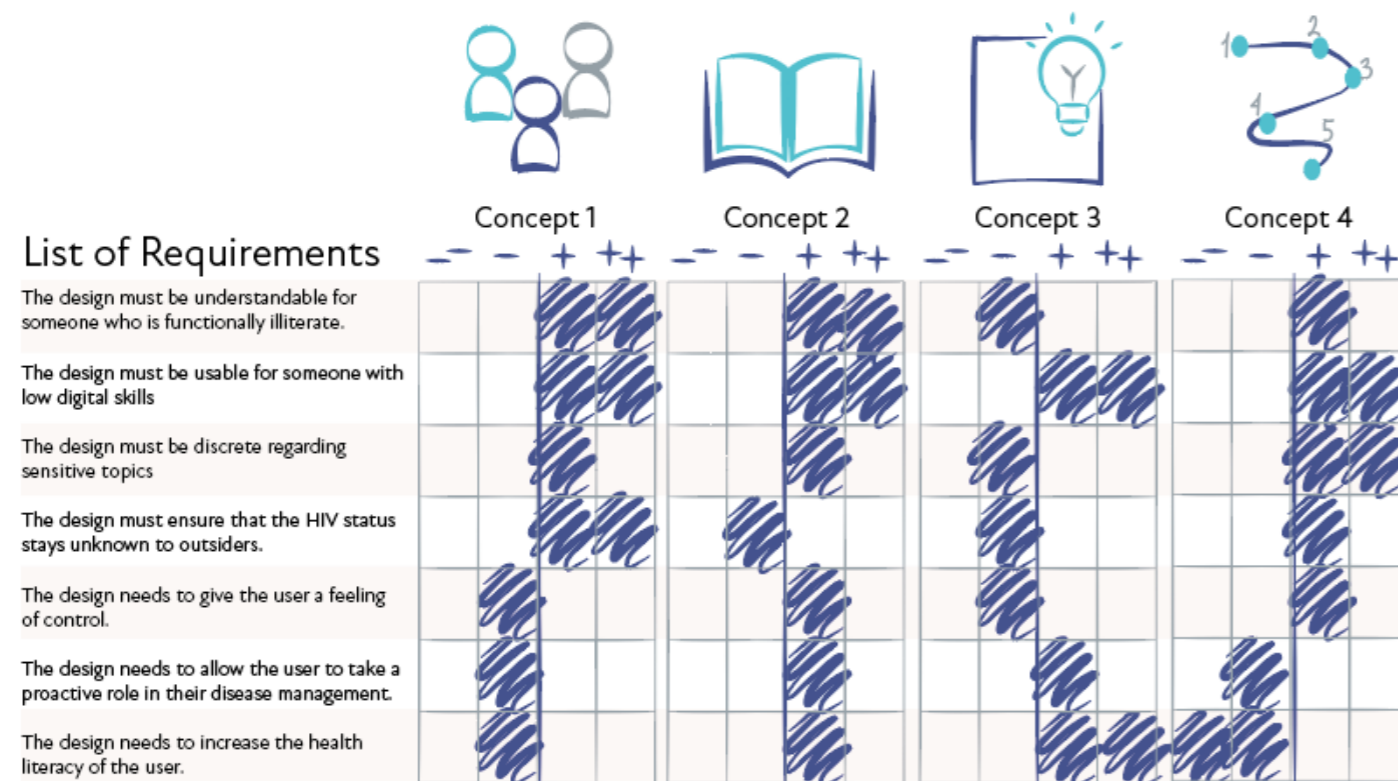 1
2
3
4
5
Concept 1
Concept 2
Concept 3
Concept 4
List of Requirements
-- - + ++
-- - + ++
-- - + ++
-- - + ++
The design must be understandable for
someone who is functionally illiterate.
The design must be usable for someone with
low digital skills
The design must be discrete regarding
sensitive topics
The design must ensure that the HIV status
stays unknown to outsiders.
The design needs to give the user a feeling
of control.
The design needs to allow the user to take a
proactive role in their disease management.
The design needs to increase the health
literacy of the user.